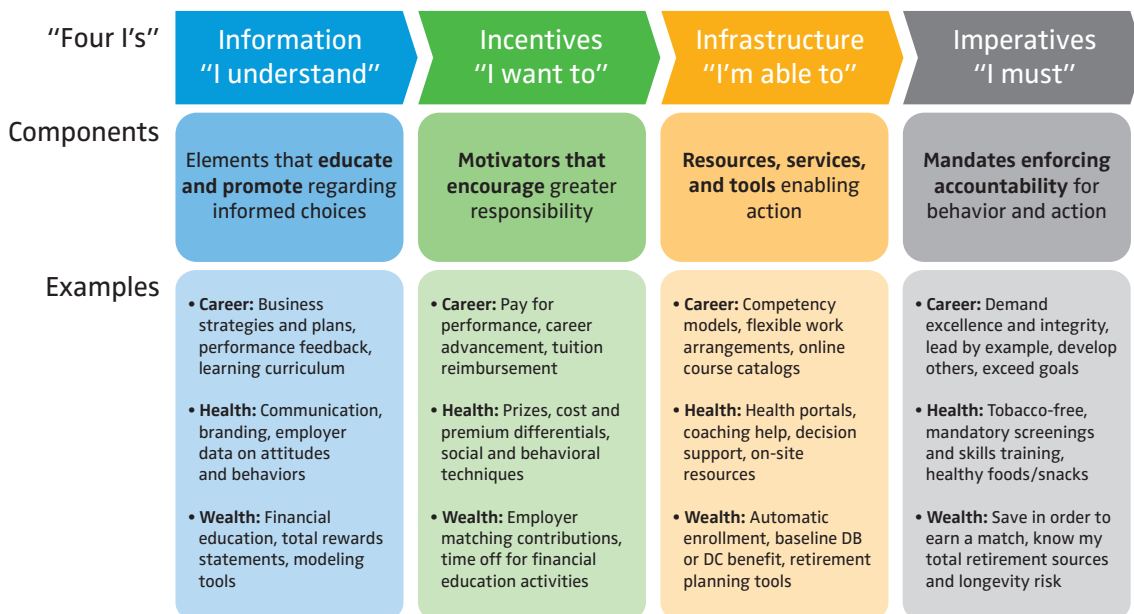 "Four I's"
Information
"I understand"
Incentives
"I want to"
Infrastructure
"I'm able to"
Imperatives
"I must"
Components
Elements that educate
and promote regarding
informed choices
Motivators that
encourage greater
responsibility
Resources, services,
and tools enabling
action
Mandates enforcing
accountability for
behavior and action
Examples
• Career: Business
strategies and plans,
performance feedback,
learning curriculum
• Health: Communication,
branding, employer
data on attitudes
and behaviors
• Wealth: Financial
education, total rewards
statements, modeling
tools
• Career: Pay for
performance, career
advancement, tuition
reimbursement
• Health: Prizes, cost and
premium differentials,
social and behavioral
techniques
• Wealth: Employer
matching contributions,
time off for financial
education activities
• Career: Competency
models, flexible work
arrangements, online
course catalogs
• Health: Health portals,
coaching help, decision
support, on-site
resources
• Wealth: Automatic
enrollment, baseline DB
or DC benefit, retirement
planning tools
• Career: Demand
excellence and integrity,
lead by example, develop
others, exceed goals
• Health: Tobacco-free,
mandatory screenings
and skills training,
healthy foods/snacks
• Wealth: Save in order to
earn a match, know my
total retirement sources
and longevity risk